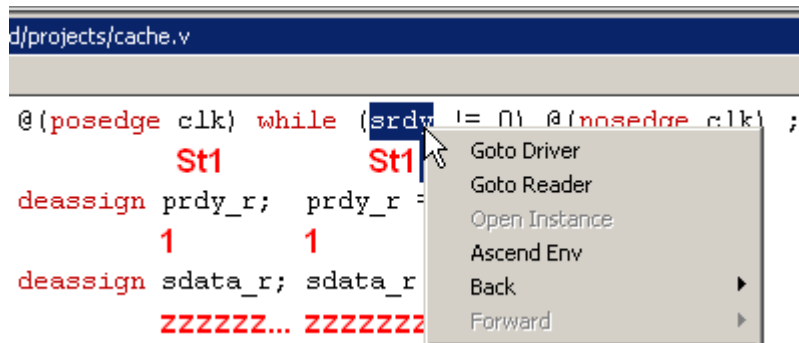 d/projects/cache.v
@(posedge clk) while (srdy != 0) @(posedge clk) ;
St1 St1
Goto Driver
Goto Reader
deassign prdy_r; prdy_r =
1 1
Open Instance
Ascend Env
deassign sdata_r; sdata_r
Back
zzzzzz... zzzzzzz
Forward